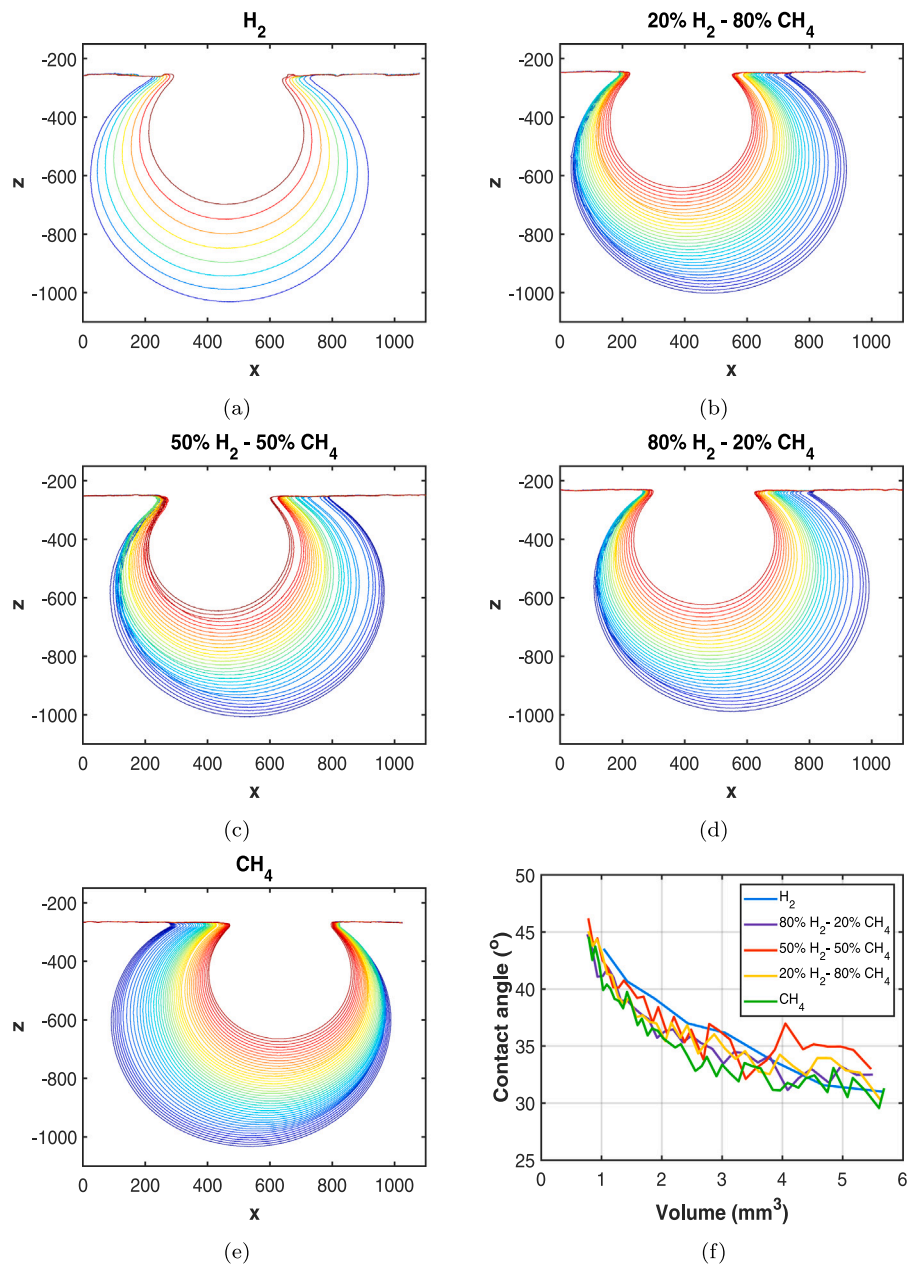 H2
20% H2 - 80% CH4
-200
-400
-600
-800
-1000
z
0 200 400 600 800 1000
x
(a)
-200
-400
-600
-800
-1000
z
0 200 400 600 800 1000
x
(b)
50% H2 - 50% CH4
80% H2 - 20% CH4
-200
-400
-600
-800
-1000
z
0 200 400 600 800 1000
x
(c)
-200
-400
-600
-800
-1000
z
0 200 400 600 800 1000
x
(d)
CH4
-200
-400
-600
-800
-1000
z
0 200 400 600 800 1000
x
(e)
50
45
40
35
30
25
Contact angle (o)
H2
80% H2- 20% CH4
50% H2- 50% CH4
20% H2- 80% CH4
CH4
0 1 2 3 4 5 6
Volume (mm3)
(f)